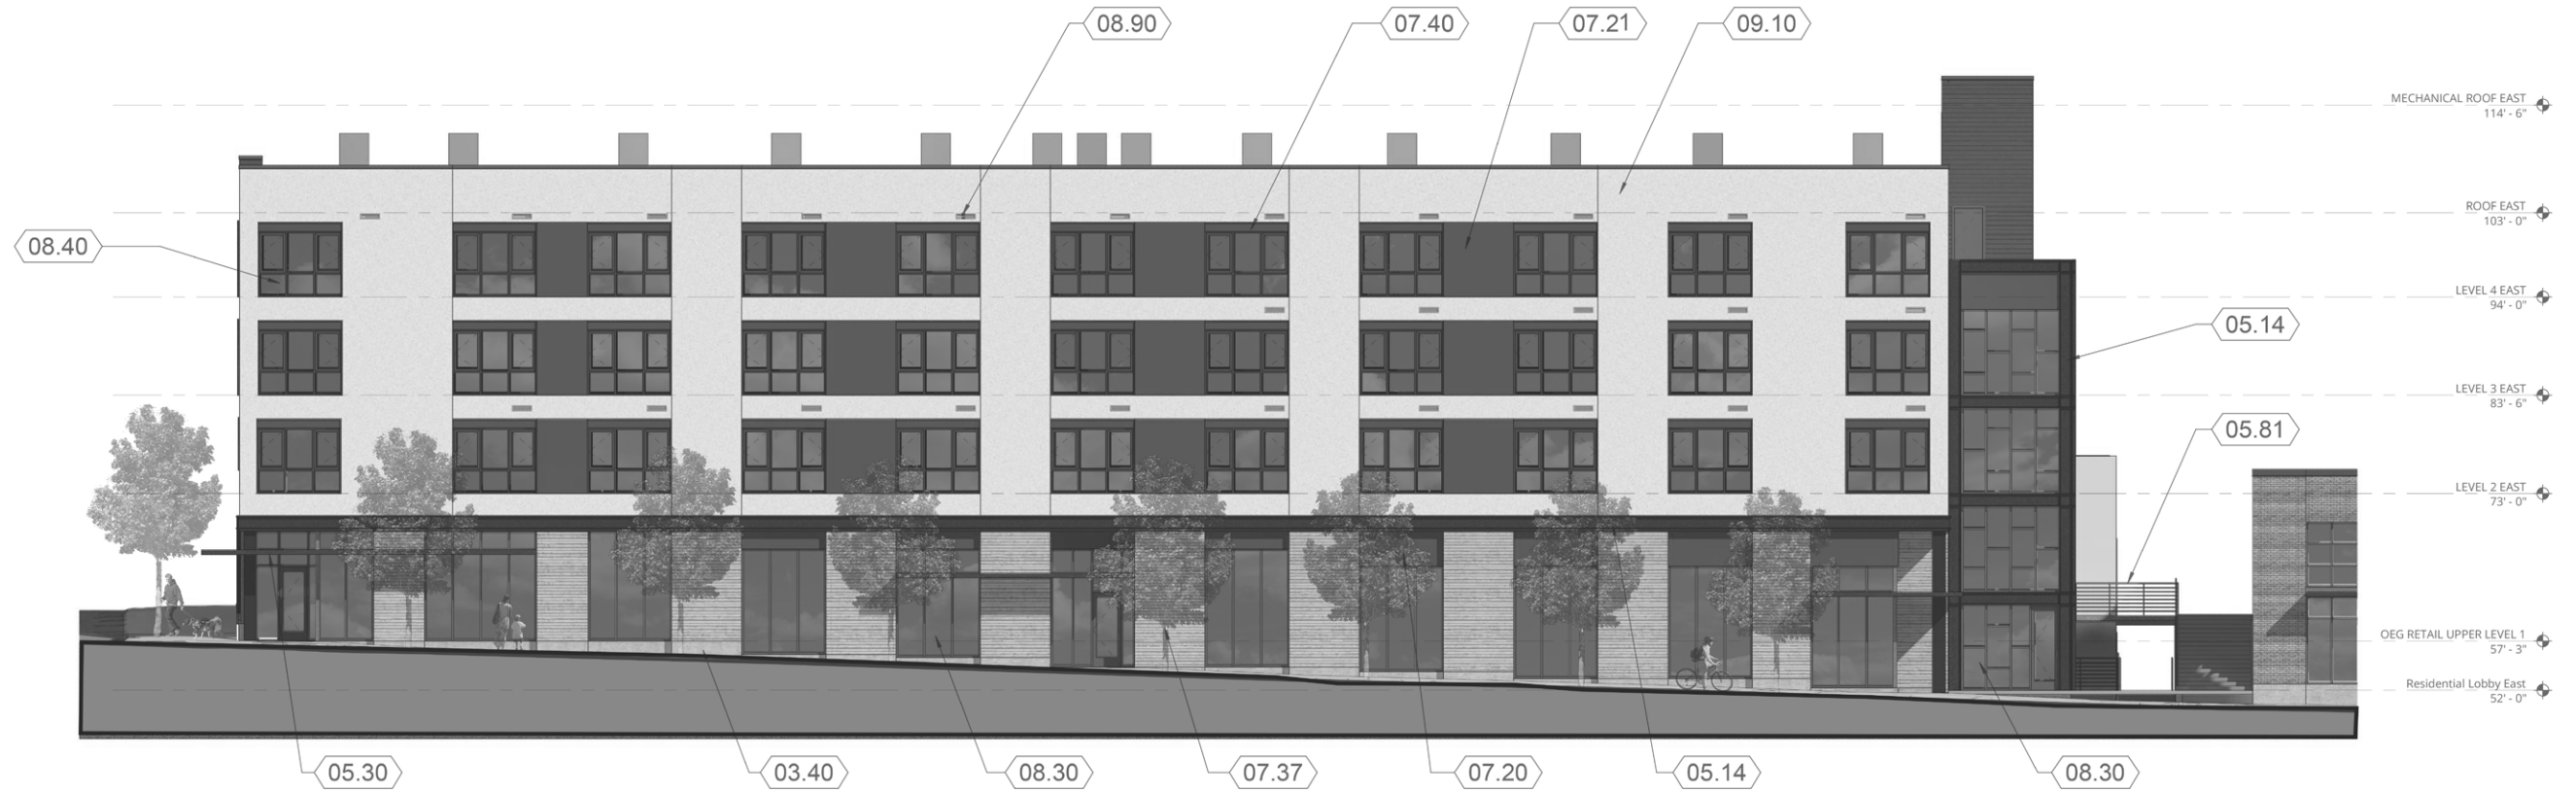 08.90
07.40
07.21
09.10
MECHANICAL ROOF EAST
114' - 6"
ROOF EAST
103' - 0"
08.40
LEVEL 4 EAST
94' - 0"
05.14
LEVEL 3 EAST
83' - 6"
05.81
LEVEL 2 EAST
73' - 0"
OEG RETAIL UPPER LEVEL 1
57' - 3"
Residential Lobby East
52' - 0"
05.30
03.40
08.30
07.37
07.20
05.14
08.30